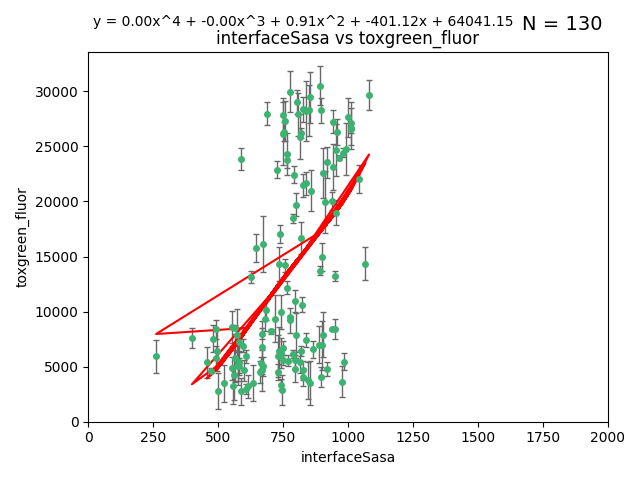 y = 0.00x^4 + -0.00x^3 + 0.91x^2 + -401.12x + 64041.15 N = 130
interfaceSasa vs toxgreen_fluor
30000
25000
20000
15000
10000
5000
0
toxgreen_fluor
0 250 500 750 1000 1250 1500 1750 2000
interfaceSasa